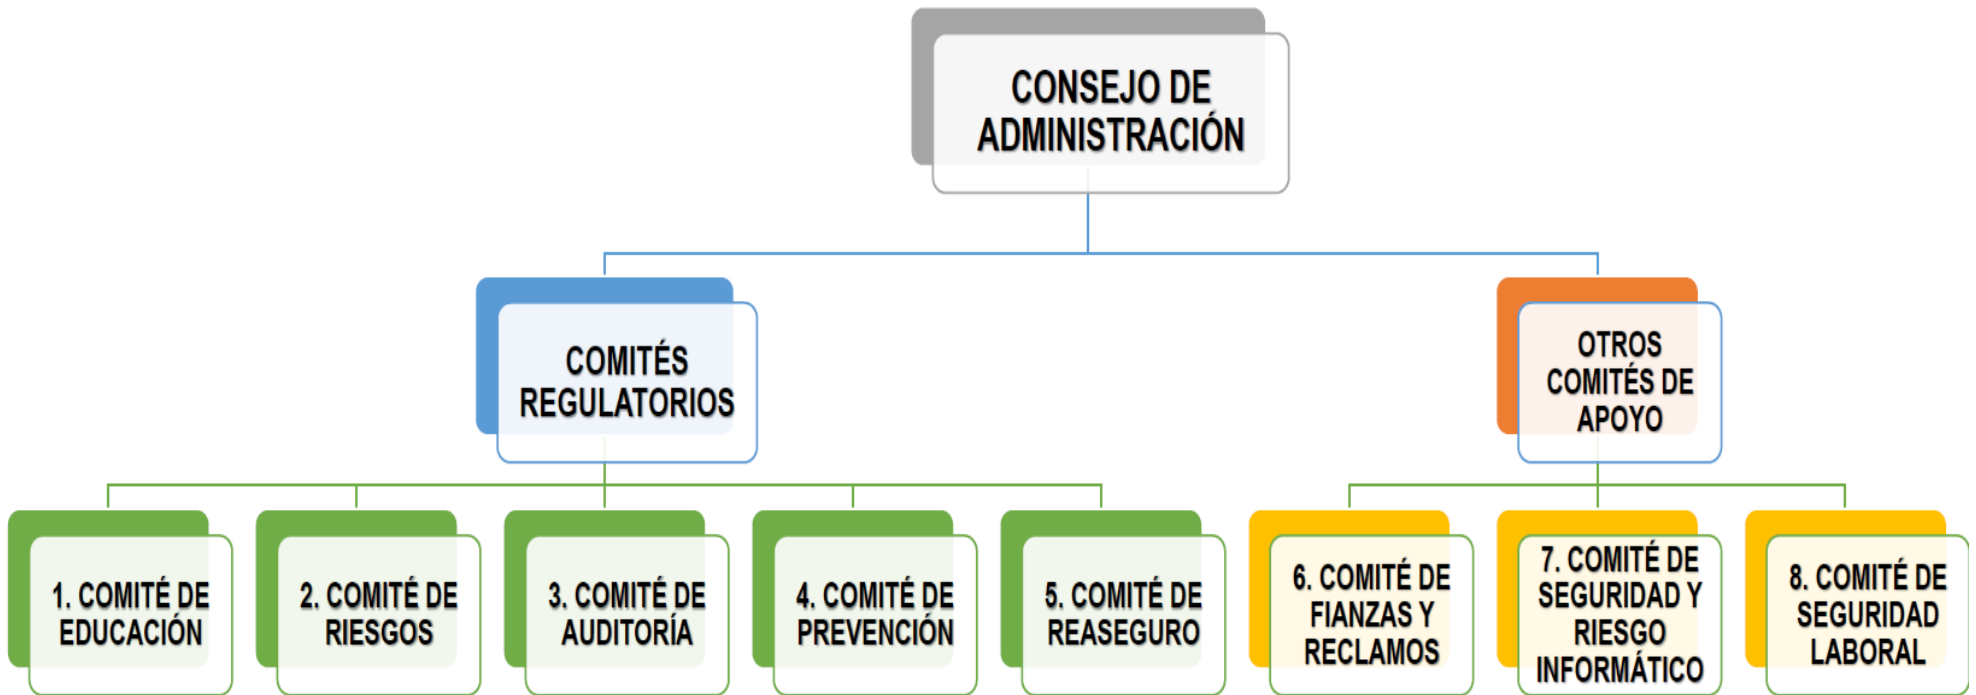 CONSEJO DE
ADMINISTRACIÓN
COMITÉS
REGULATORIOS
OTROS
COMITÉS DE
APOYO
1. COMITÉ DE
EDUCACIÓN
2. COMITÉ DE
RIESGOS
3. COMITÉ DE
AUDITORÍA
4. COMITÉ DE
PREVENCIÓN
5. COMITÉ DE
REASEGURO
6. COMITÉ DE
FIANZAS Y
RECLAMOS
7. COMITÉ DE
SEGURIDAD Y
RIESGO
INFORMÁTICO
8. COMITÉ DE
SEGURIDAD
LABORAL